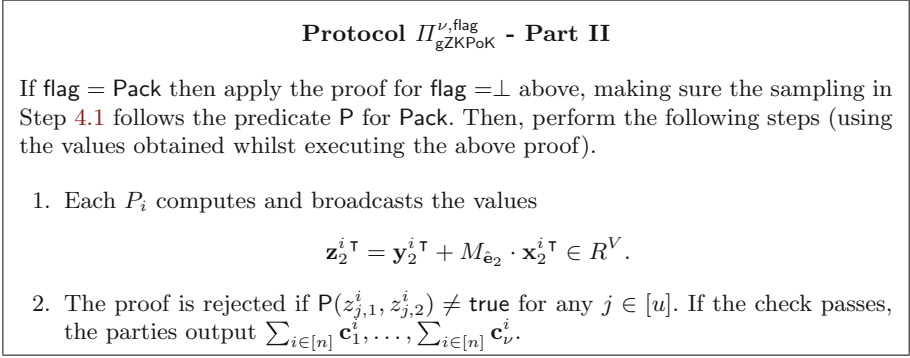 Protocol Π^{ν,flag}_{gZKPoK} - Part II
If flag = Pack then apply the proof for flag =⊥ above, making sure the sampling in
Step 4.1 follows the predicate P for Pack. Then, perform the following steps (using
the values obtained whilst executing the above proof).
1. Each P_i computes and broadcasts the values
z_2^{i⊤} = y_2^{i⊤} + M_{ê_2} · x_2^{i⊤} ∈ R^V.
2. The proof is rejected if P(z^i_{j,1}, z^i_{j,2}) ≠ true for any j ∈ [u]. If the check passes,
the parties output ∑_{i∈[n]} c^i_1, . . . , ∑_{i∈[n]} c^i_ν.